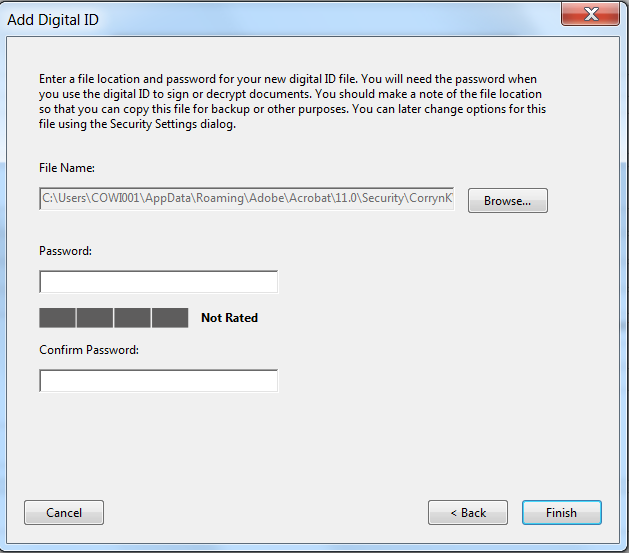 Add Digital ID
Enter a file location and password for your new digital ID file. You will need the password when
you use the digital ID to sign or decrypt documents. You should make a note of the file location
so that you can copy this file for backup or other purposes. You can later change options for this
file using the Security Settings dialog.
File Name:
C:\Users\COWI001\AppData\Roaming\Adobe\Acrobat\11.0\Security\CorrynK
Browse...
Password:
Not Rated
Confirm Password:
Cancel
< Back
Finish